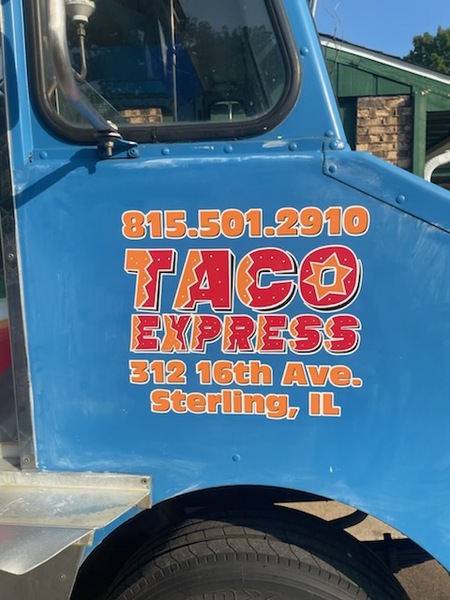 815.501.2910
TACO
EXPRESS
312 16th Ave.
Sterling, IL